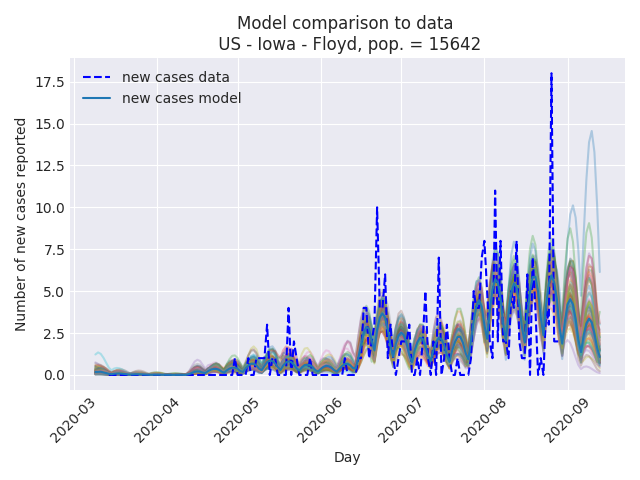 Model comparison to data
US - Iowa - Floyd, pop. = 15642
new cases data
new cases model
Number of new cases reported
17.5
15.0
12.5
10.0
7.5
5.0
2.5
0.0
2020-03
2020-04
2020-05
2020-06
2020-07
2020-08
2020-09
Day